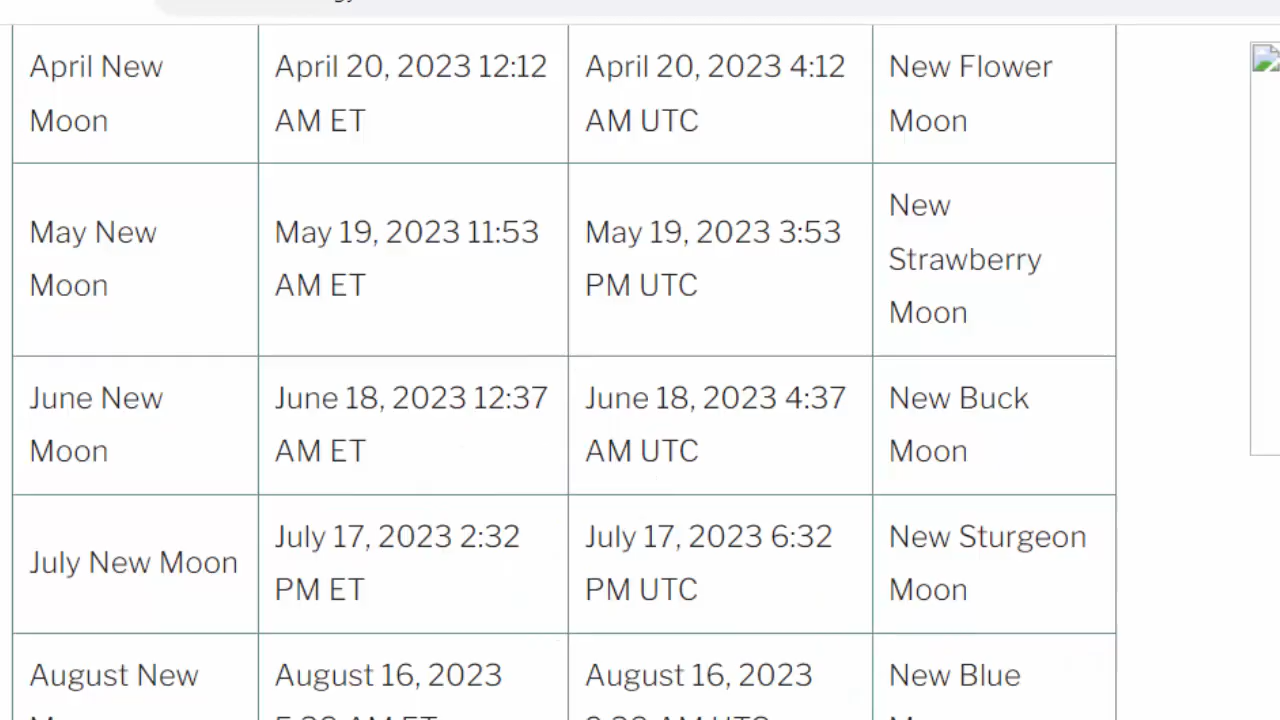 April New
Moon
April 20, 2023 12:12
AM ET
April 20, 2023 4:12
AM UTC
New Flower
Moon
May New
Moon
May 19, 2023 11:53
AM ET
May 19, 2023 3:53
PM UTC
New
Strawberry
Moon
June New
Moon
June 18, 2023 12:37
AM ET
June 18, 2023 4:37
AM UTC
New Buck
Moon
July New Moon
July 17, 2023 2:32
PM ET
July 17, 2023 6:32
PM UTC
New Sturgeon
Moon
August New
August 16, 2023
August 16, 2023
New Blue